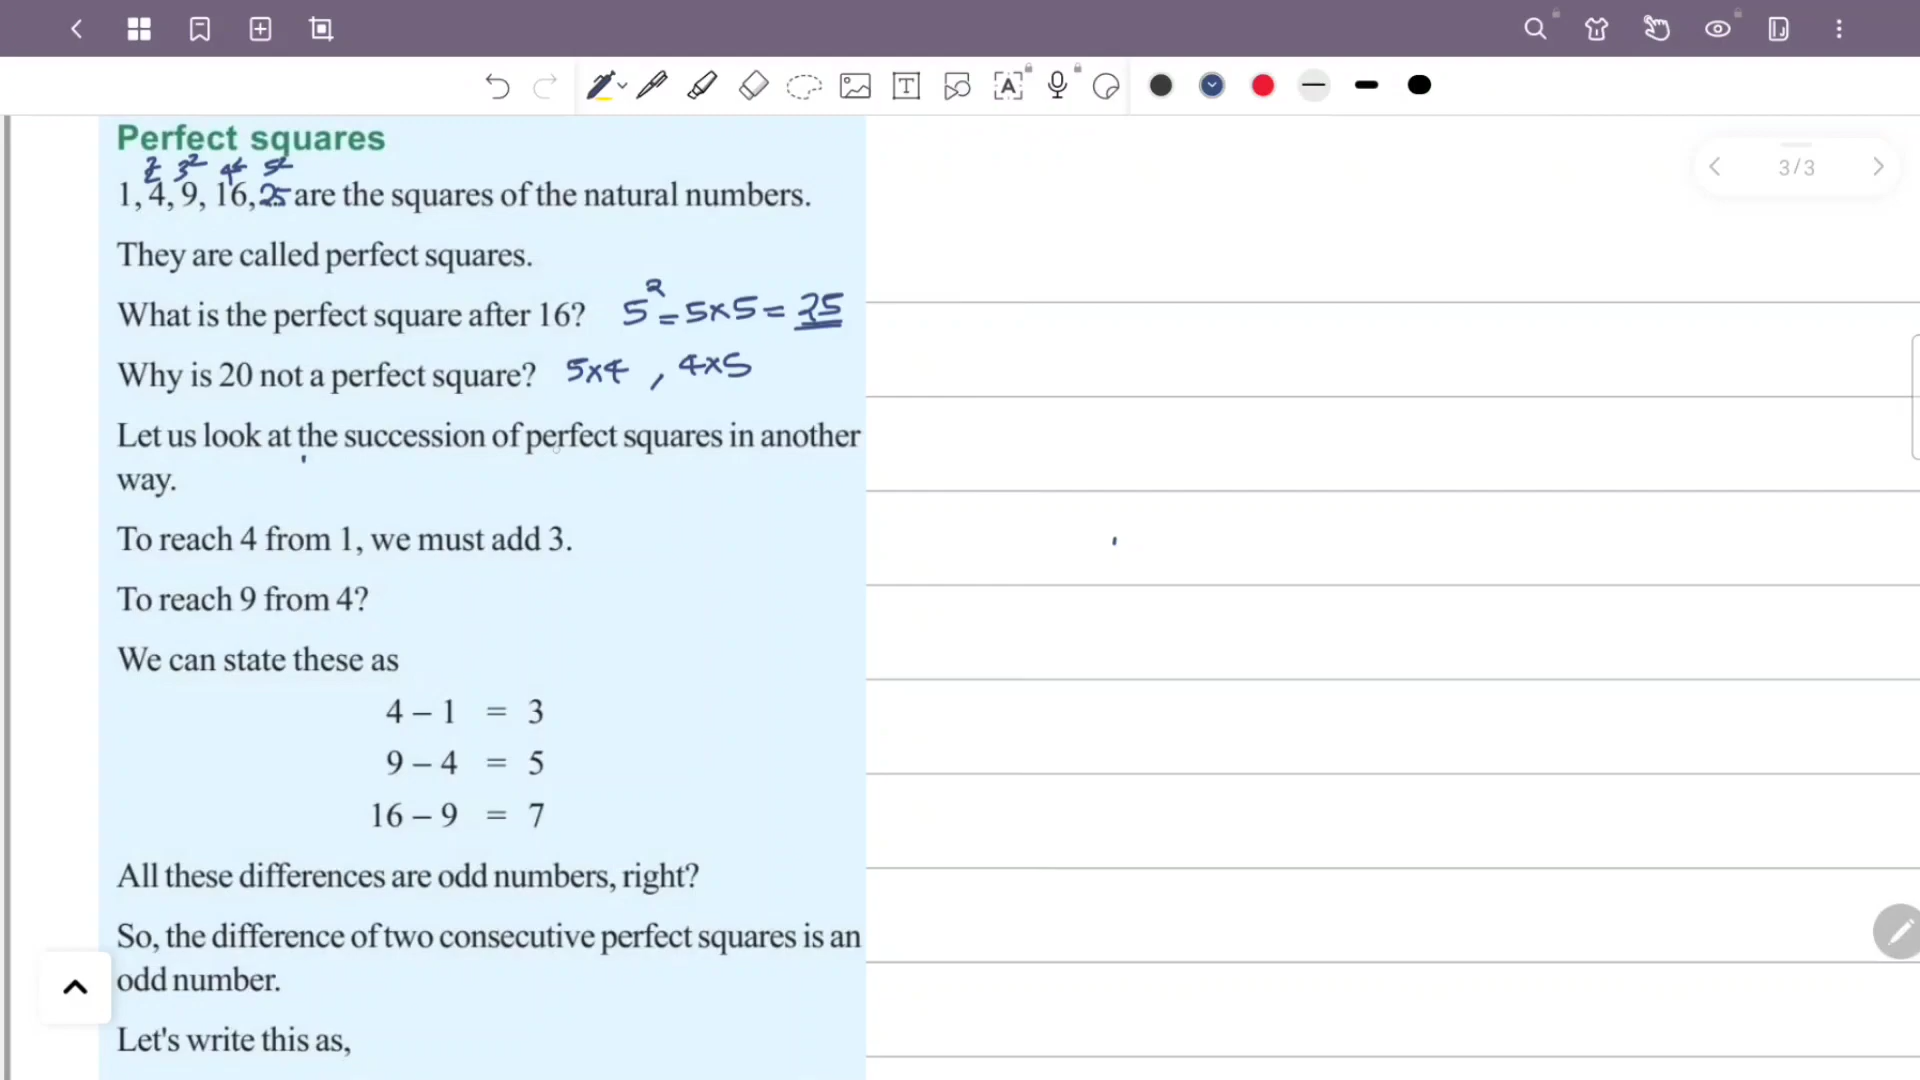 3/3
Perfect squares
2² 3² 4² 5²
1, 4, 9, 16, 25 are the squares of the natural numbers.
They are called perfect squares.
What is the perfect square after 16? 5² = 5×5 = 25
Why is 20 not a perfect square? 5×4 , 4×5
Let us look at the succession of perfect squares in another
way.
To reach 4 from 1, we must add 3.
To reach 9 from 4?
We can state these as
4 – 1 = 3
9 – 4 = 5
16 – 9 = 7
All these differences are odd numbers, right?
So, the difference of two consecutive perfect squares is an
odd number.
Let's write this as,